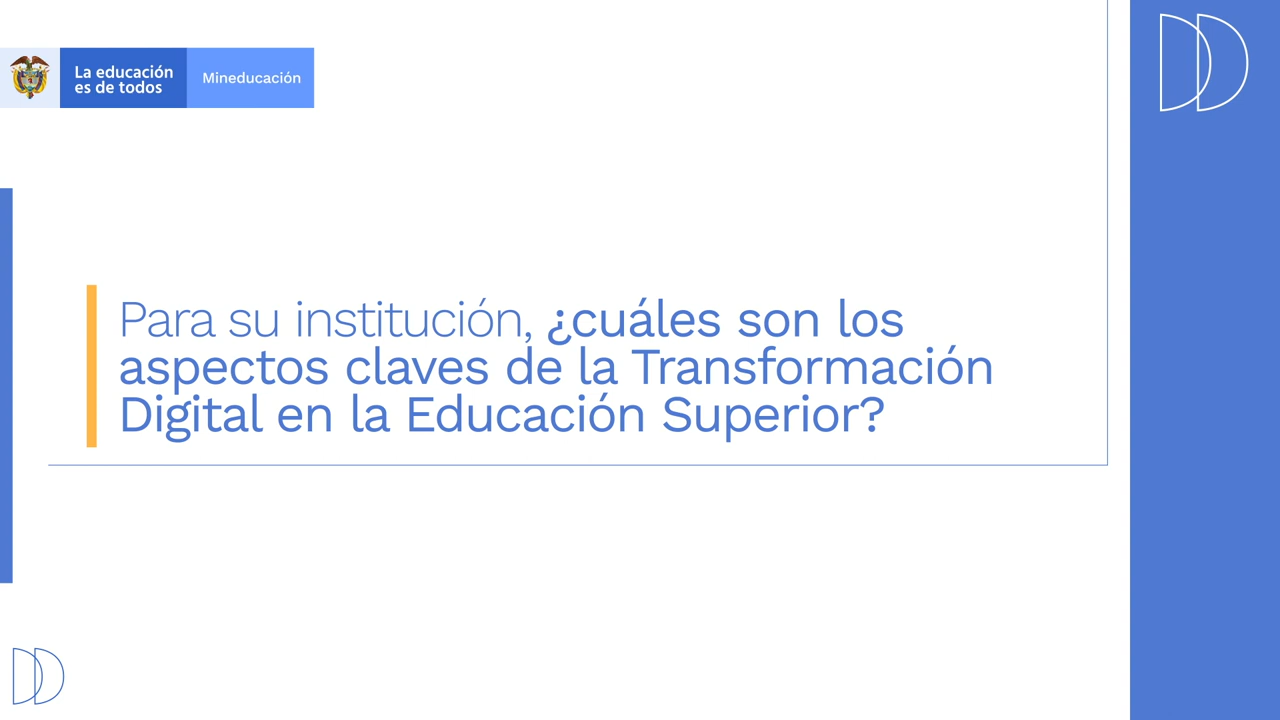 La educación
es de todos
Mineducación
Para su institución, ¿cuáles son los
aspectos claves de la Transformación
Digital en la Educación Superior?